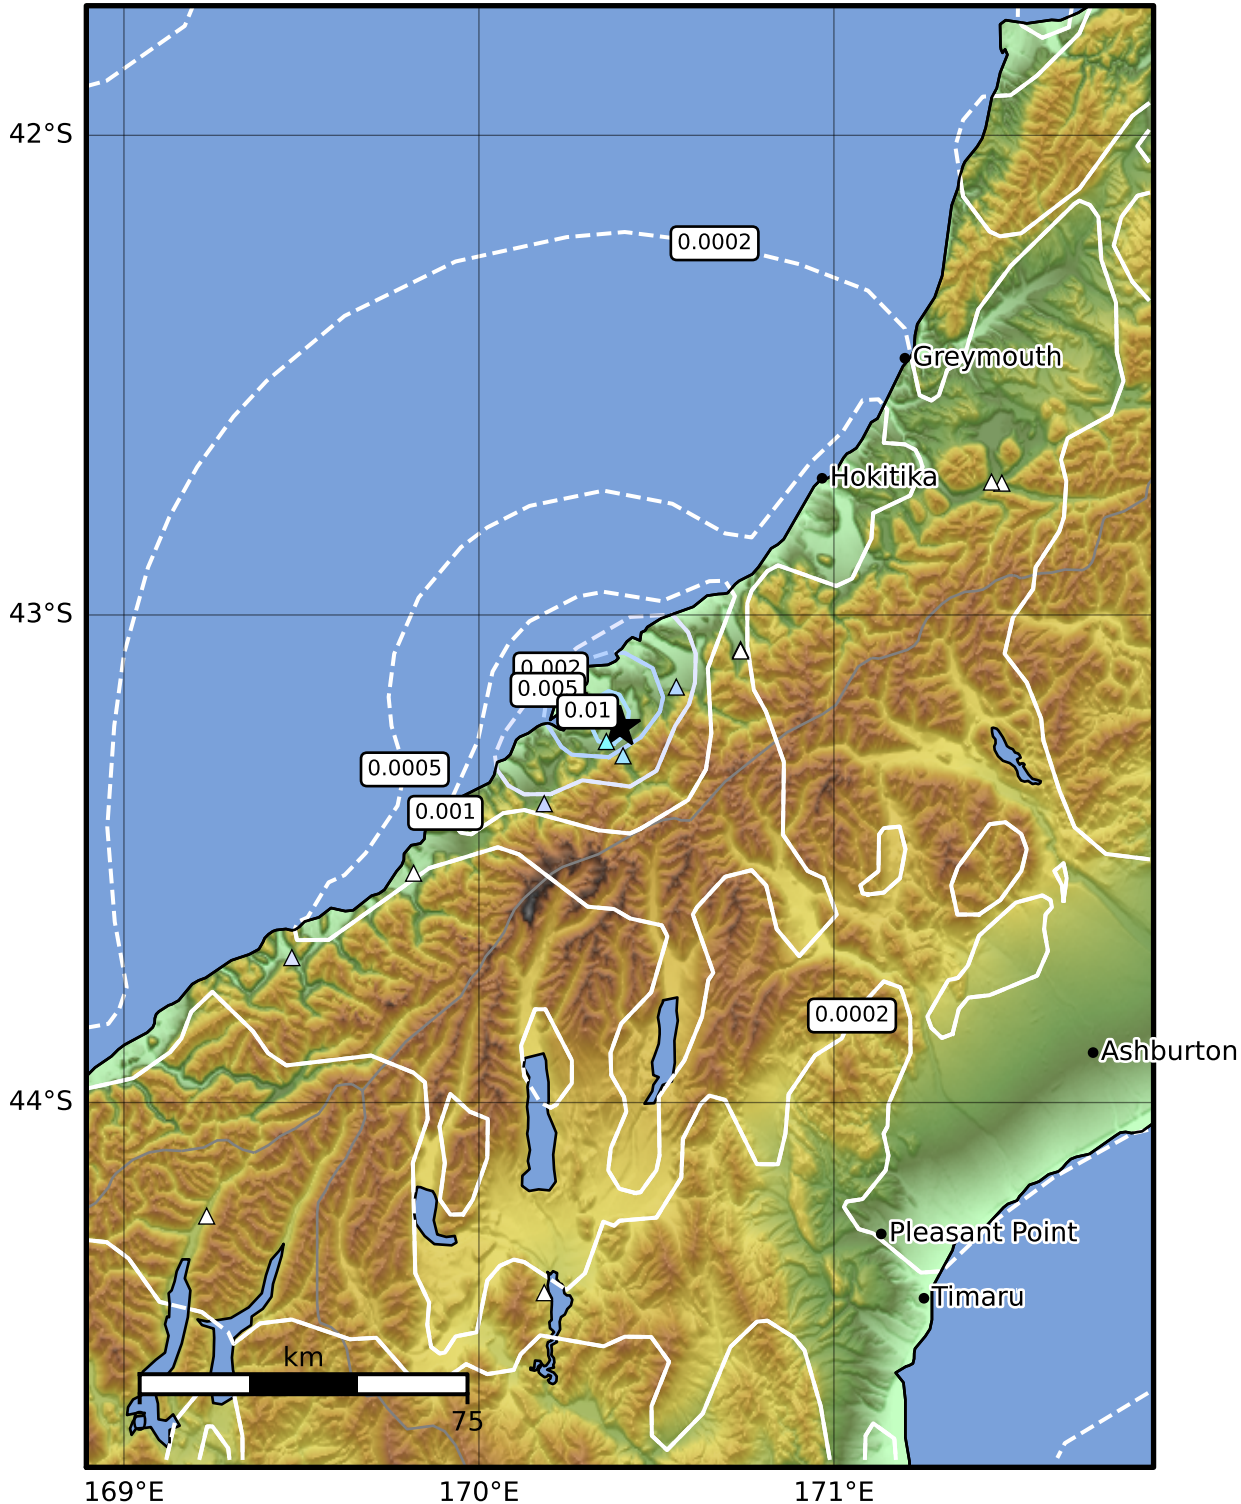 42°S
0.0002
Greymouth
Hokitika
43°S
0.002
0.005
0.01
0.0005
0.001
0.0002
Ashburton
44°S
Pleasant Point
Timaru
km
75
169°E
170°E
171°E